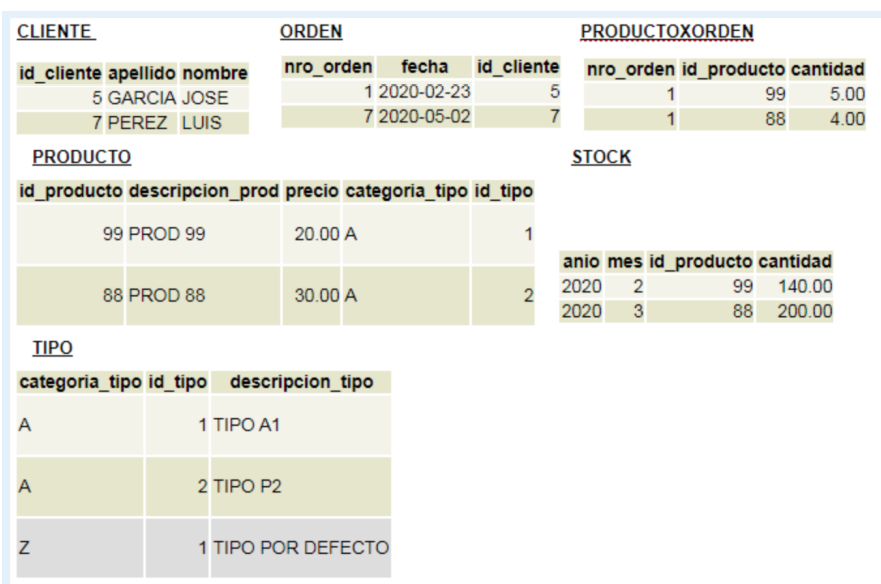 CLIENTE
id_cliente apellido nombre
5 GARCIA JOSE
7 PEREZ LUIS
ORDEN
nro_orden fecha id_cliente
1 2020-02-23 5
7 2020-05-02 7
PRODUCTOXORDEN
nro_orden id_producto cantidad
1 99 5.00
1 88 4.00
PRODUCTO
id_producto descripcion_prod precio categoria_tipo id_tipo
99 PROD 99 20.00 A 1
88 PROD 88 30.00 A 2
STOCK
anio mes id_producto cantidad
2020 2 99 140.00
2020 3 88 200.00
TIPO
categoria_tipo id_tipo descripcion_tipo
A 1 TIPO A1
A 2 TIPO P2
Z 1 TIPO POR DEFECTO